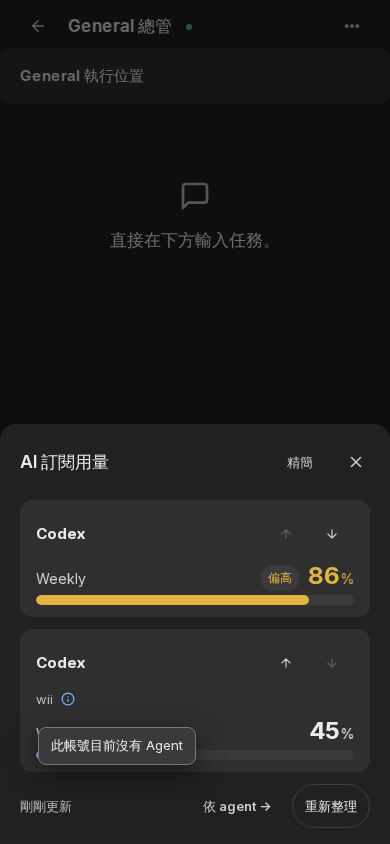 General 總管
General 執行位置
直接在下方輸入任務。
AI 訂閱用量
精簡
Codex
Weekly
偏高
86%
Codex
wii
45%
此帳號目前沒有 Agent
剛剛更新
依 agent →
重新整理